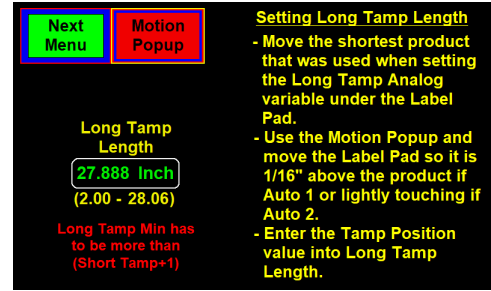 Next
Menu
Motion
Popup
Long Tamp
Length
27.888 Inch
(2.00 - 28.06)
Long Tamp Min has
to be more than
(Short Tamp+1)
Setting Long Tamp Length
- Move the shortest product
that was used when setting
the Long Tamp Analog
variable under the Label
Pad.
- Use the Motion Popup and
move the Label Pad so it is
1/16" above the product if
Auto 1 or lightly touching if
Auto 2.
- Enter the Tamp Position
value into Long Tamp
Length.